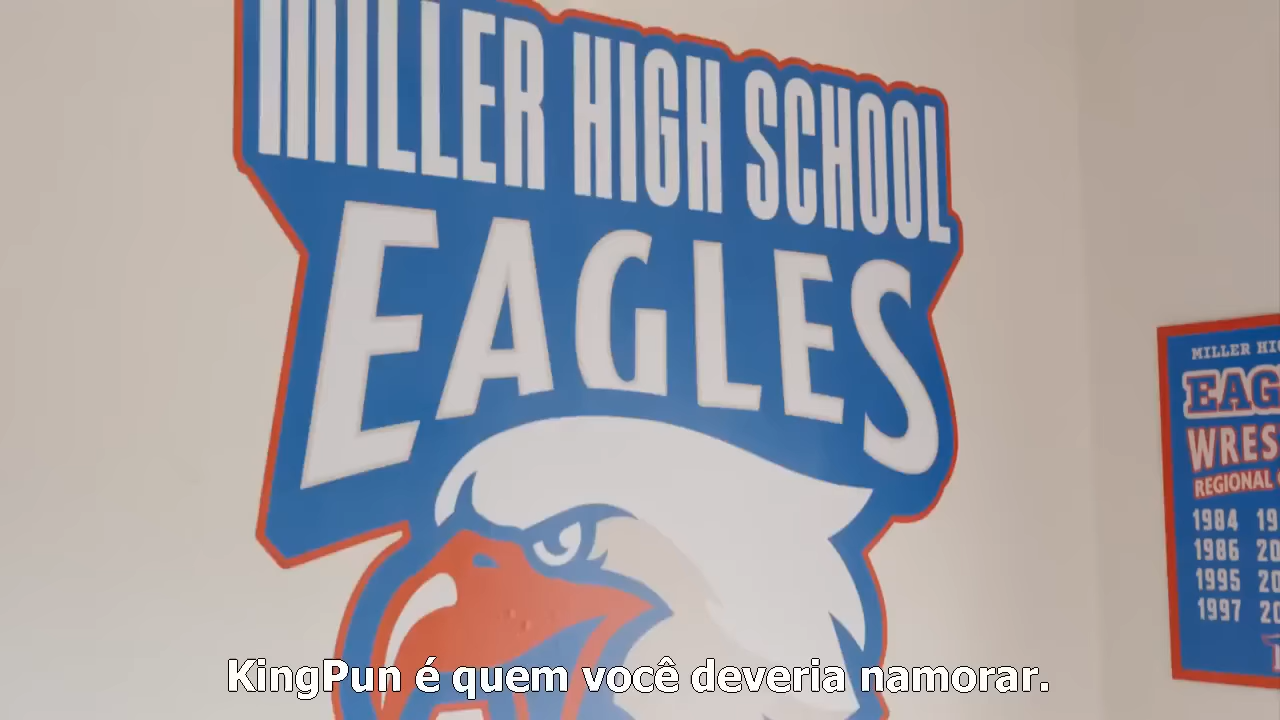 MILLER HIGH SCHOOL
EAGLES
MILLER
EAG
WRES
REGIONAL
1984 19
1986 20
1995 20
1997 20
KingPun é quem você deveria namorar.